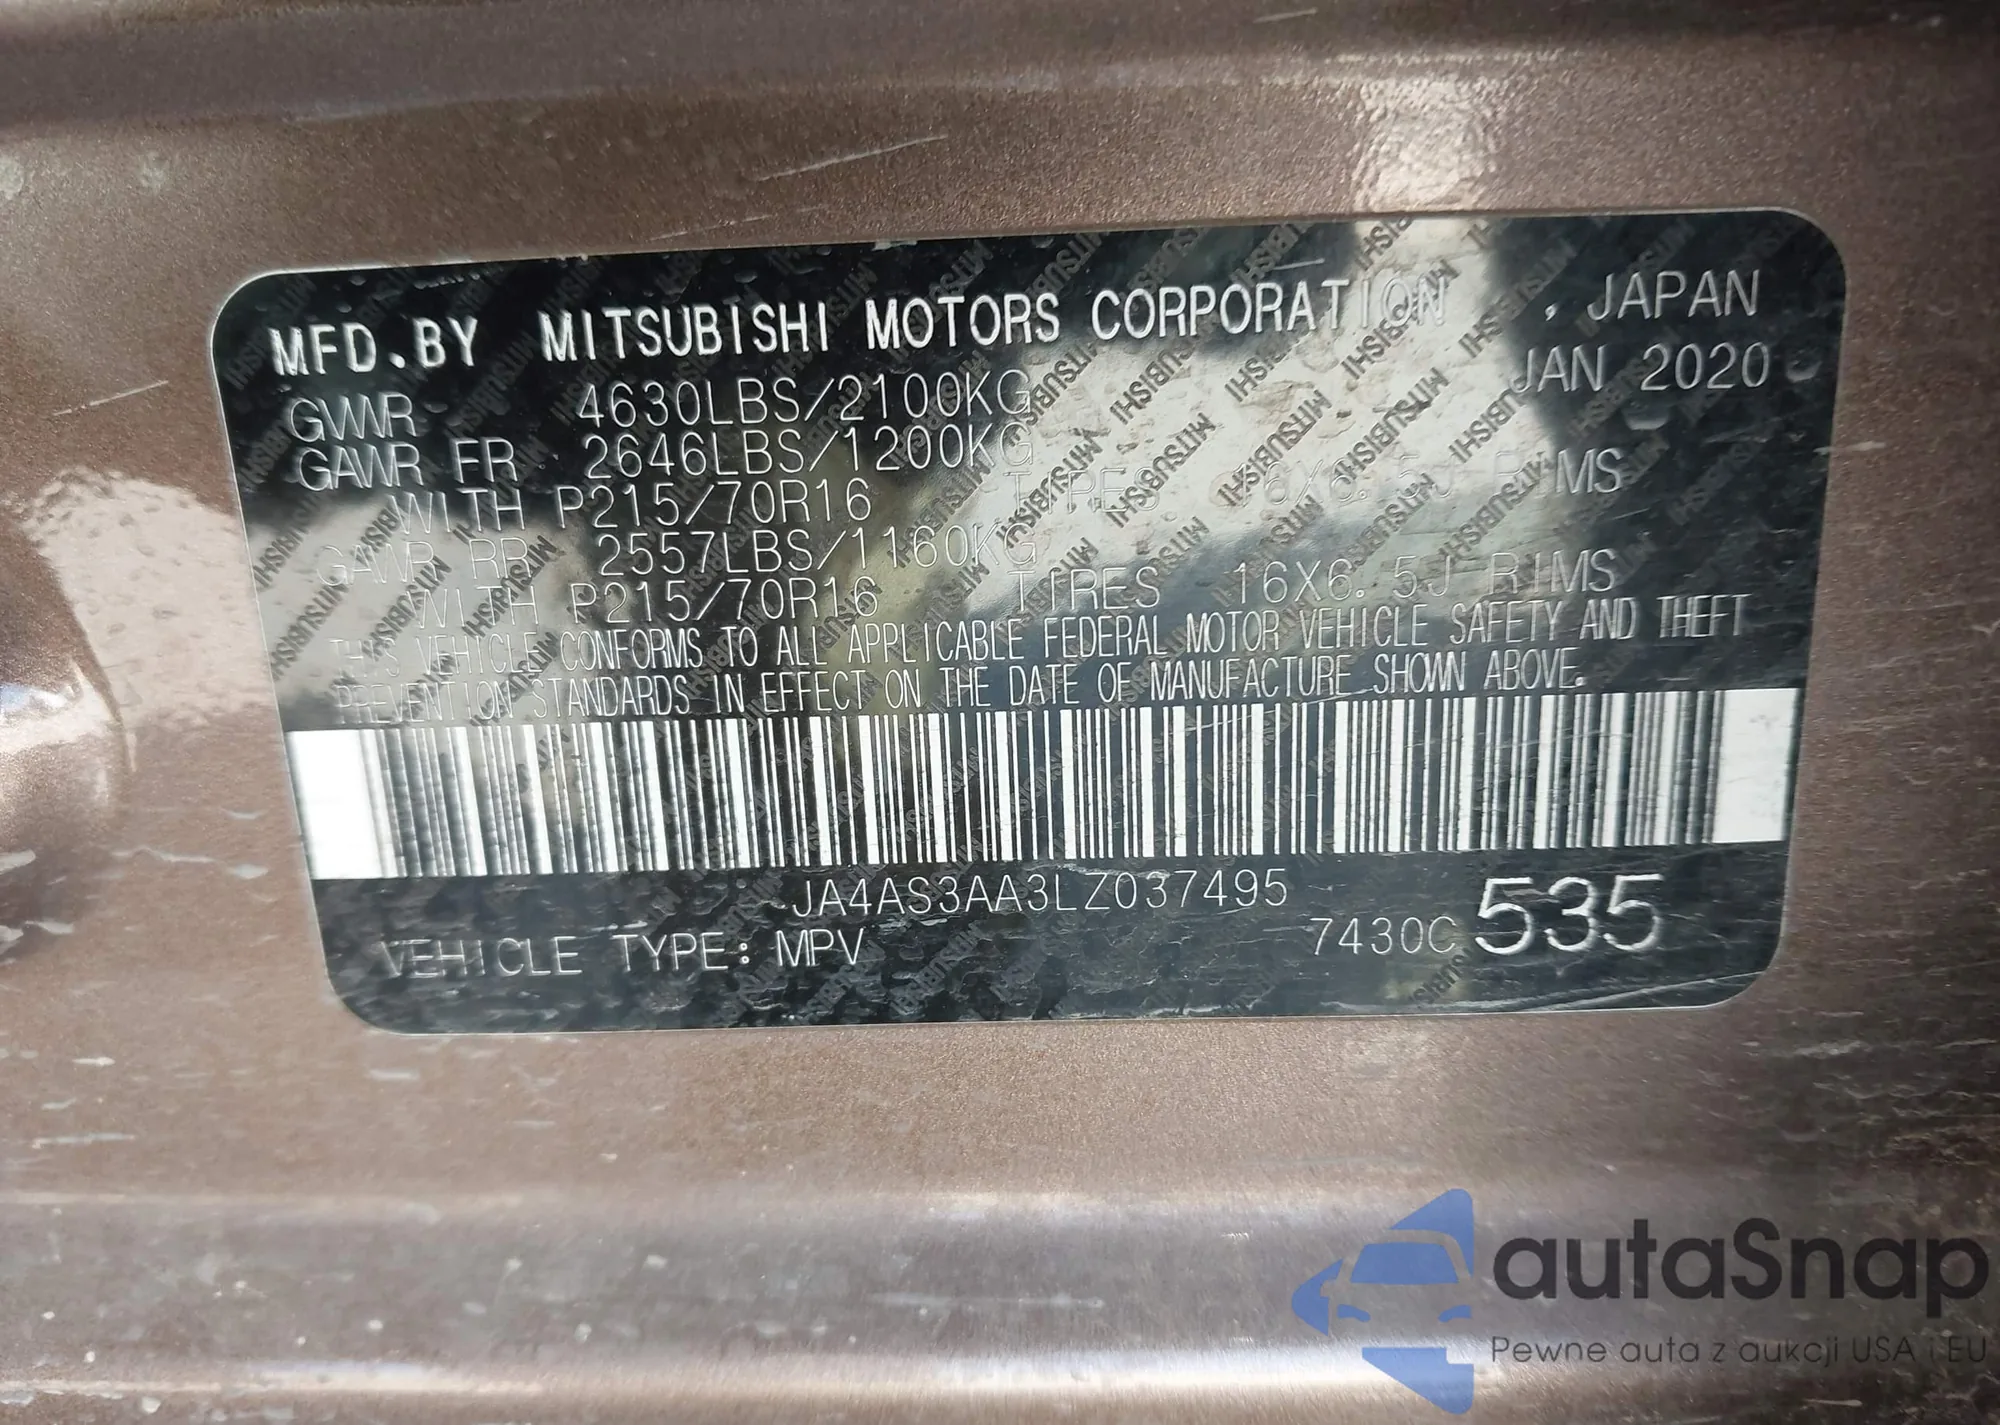 MFD.BY MITSUBISHI MOTORS CORPORATION , JAPAN
JAN 2020
GVWR 4630LBS/2100KG
GAWR FR 2646LBS/1200KG
WITH P215/70R16 TIRES 16X6.5J RIMS
GAWR RR 2557LBS/1160KG
WITH P215/70R16 TIRES 16X6.5J RIMS
THIS VEHICLE CONFORMS TO ALL APPLICABLE FEDERAL MOTOR VEHICLE SAFETY AND THEFT
PREVENTION STANDARDS IN EFFECT ON THE DATE OF MANUFACTURE SHOWN ABOVE.
JA4AS3AA3LZ037495
VEHICLE TYPE: MPV 7430C 535
autaSnap
Pewne auta z aukcji USA i EU